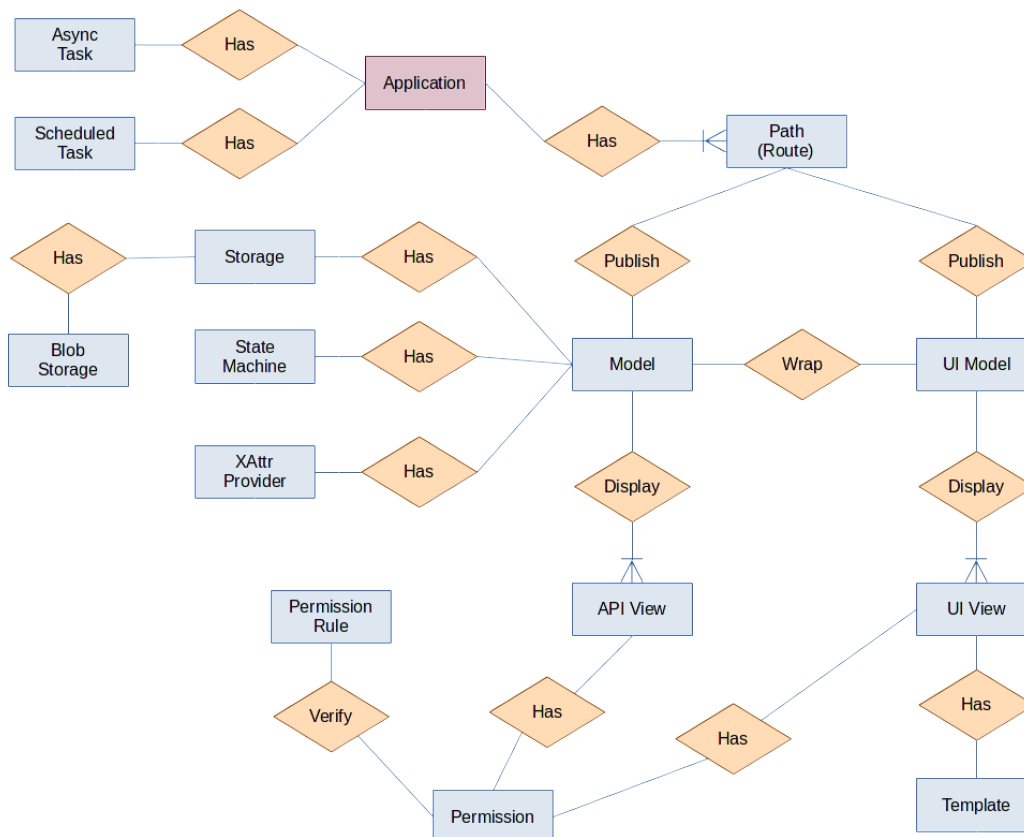 Async
Task
Has
Application
Scheduled
Task
Has
Has
Path
(Route)
Has
Storage
Has
Publish
Publish
Blob
Storage
State
Machine
Has
Model
Wrap
UI Model
XAttr
Provider
Has
Display
Display
Permission
Rule
API View
UI View
Verify
Has
Has
Has
Permission
Template